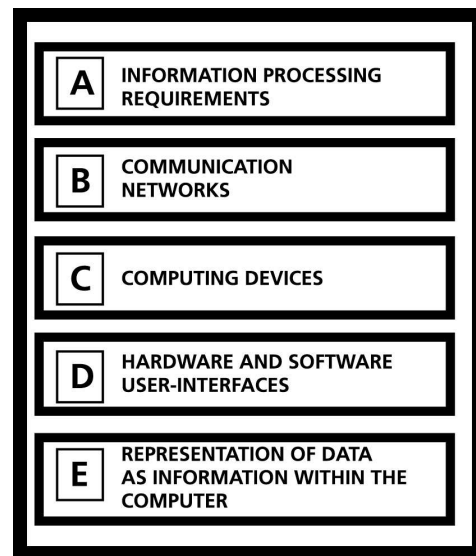 A
INFORMATION PROCESSING
REQUIREMENTS
B
COMMUNICATION
NETWORKS
C
COMPUTING DEVICES
D
HARDWARE AND SOFTWARE
USER-INTERFACES
E
REPRESENTATION OF DATA
AS INFORMATION WITHIN THE
COMPUTER